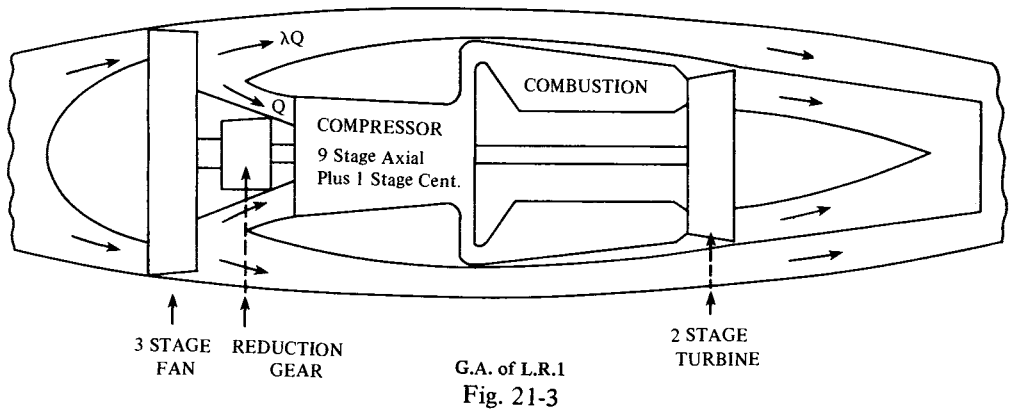 λQ
Q
COMBUSTION
COMPRESSOR
9 Stage Axial
Plus 1 Stage Cent.
3 STAGE
FAN
REDUCTION
GEAR
2 STAGE
TURBINE
G.A. of L.R.1
Fig. 21-3